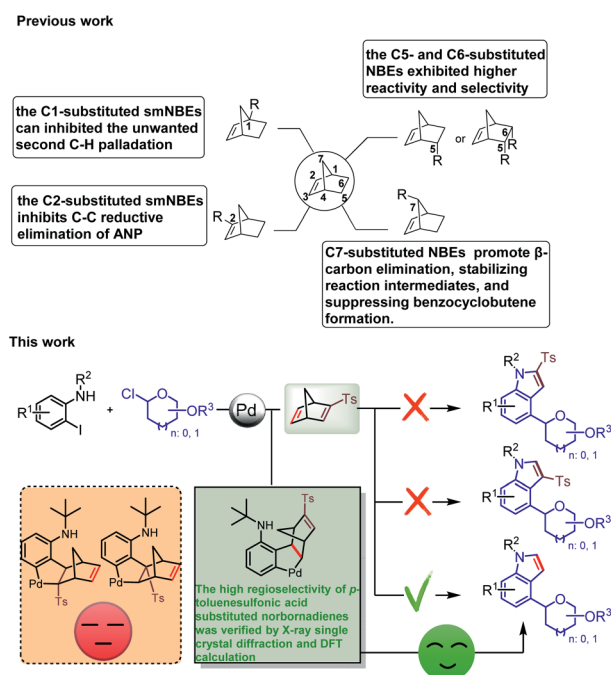 Previous work
the C5- and C6-substituted
NBEs exhibited higher
reactivity and selectivity
the C1-substituted smNBEs
can inhibited the unwanted
second C-H palladation
R
1
7
2
1
6
3
4
5
5
R
or
6
5
R
R
the C2-substituted smNBEs
inhibits C-C reductive
elimination of ANP
R
2
R
7
C7-substituted NBEs promote β-
carbon elimination, stabilizing
reaction intermediates, and
suppressing benzocyclobutene
formation.
This work
R²
NH
R¹
I
+
Cl
O
OR³
n: 0, 1
Pd
Ts
R²
N
Ts
R¹
O
OR³
n: 0, 1
R²
N
Ts
R¹
O
OR³
n: 0, 1
R²
N
R¹
O
OR³
n: 0, 1
NH
Pd
Ts
NH
Pd
Ts
Ts
NH
Pd
The high regioselectivity of p-
toluenesulfonic acid
substituted norbornadienes
was verified by X-ray single
crystal diffraction and DFT
calculation